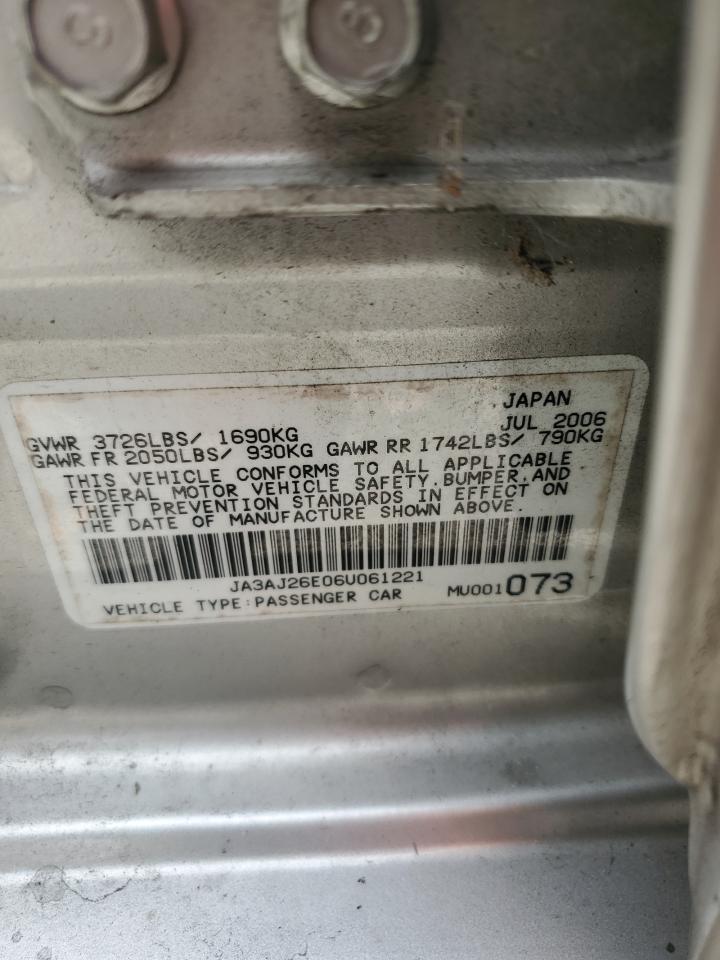 S
8
JAPAN
JUL 2006
GVWR 3726LBS/ 1690KG
GAWR FR 2050LBS/ 930KG GAWR RR 1742LBS/ 790KG
THIS VEHICLE CONFORMS TO ALL APPLICABLE
FEDERAL MOTOR VEHICLE SAFETY,BUMPER,AND
THEFT PREVENTION STANDARDS IN EFFECT ON
THE DATE OF MANUFACTURE SHOWN ABOVE.
JA3AJ26E06U061221
VEHICLE TYPE:PASSENGER CAR MU001073